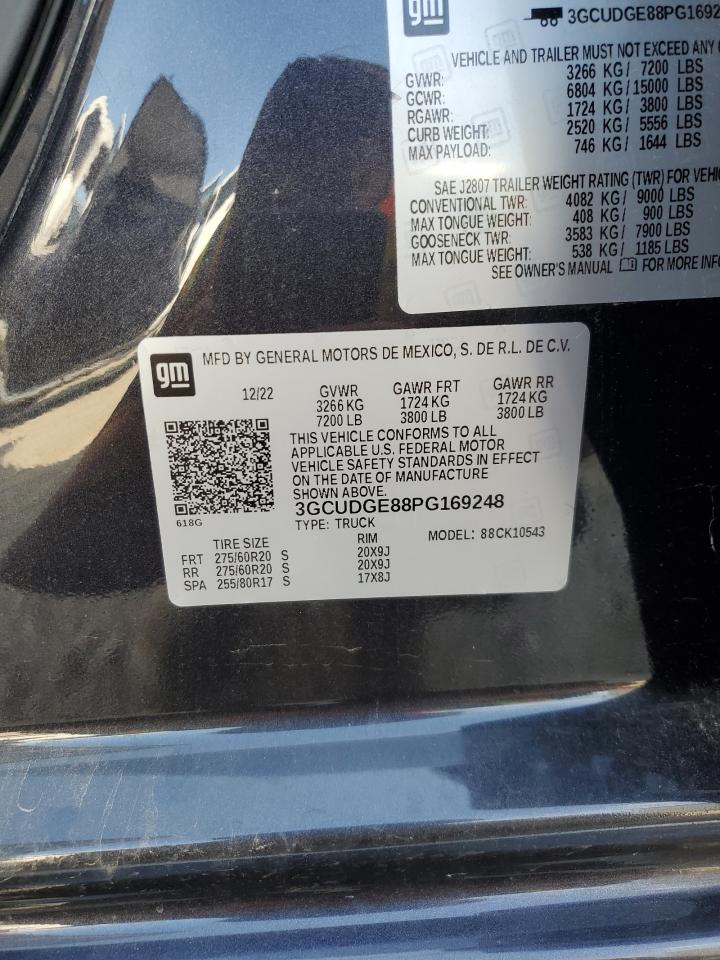 gm
3GCUDGE88PG1692
VEHICLE AND TRAILER MUST NOT EXCEED ANY
GVWR: 3266 KG/ 7200 LBS
GCWR: 6804 KG/15000 LBS
RGAWR: 1724 KG/ 3800 LBS
CURB WEIGHT: 2520 KG/ 5556 LBS
MAX PAYLOAD: 746 KG/ 1644 LBS
SAE J2807 TRAILER WEIGHT RATING (TWR) FOR VEHI
CONVENTIONAL TWR: 4082 KG/ 9000 LBS
MAX TONGUE WEIGHT: 408 KG/ 900 LBS
GOOSENECK TWR: 3583 KG/ 7900 LBS
MAX TONGUE WEIGHT: 538 KG/ 1185 LBS
SEE OWNER'S MANUAL FOR MORE INFO
gm MFD BY GENERAL MOTORS DE MEXICO, S. DE R.L. DE C.V.
12/22 GVWR GAWR FRT GAWR RR
3266 KG 1724 KG 1724 KG
7200 LB 3800 LB 3800 LB
THIS VEHICLE CONFORMS TO ALL
APPLICABLE U.S. FEDERAL MOTOR
VEHICLE SAFETY STANDARDS IN EFFECT
ON THE DATE OF MANUFACTURE
SHOWN ABOVE.
3GCUDGE88PG169248
618G
TYPE: TRUCK MODEL: 88CK10543
TIRE SIZE RIM
FRT 275/60R20 S 20X9J
RR 275/60R20 S 20X9J
SPA 255/80R17 S 17X8J